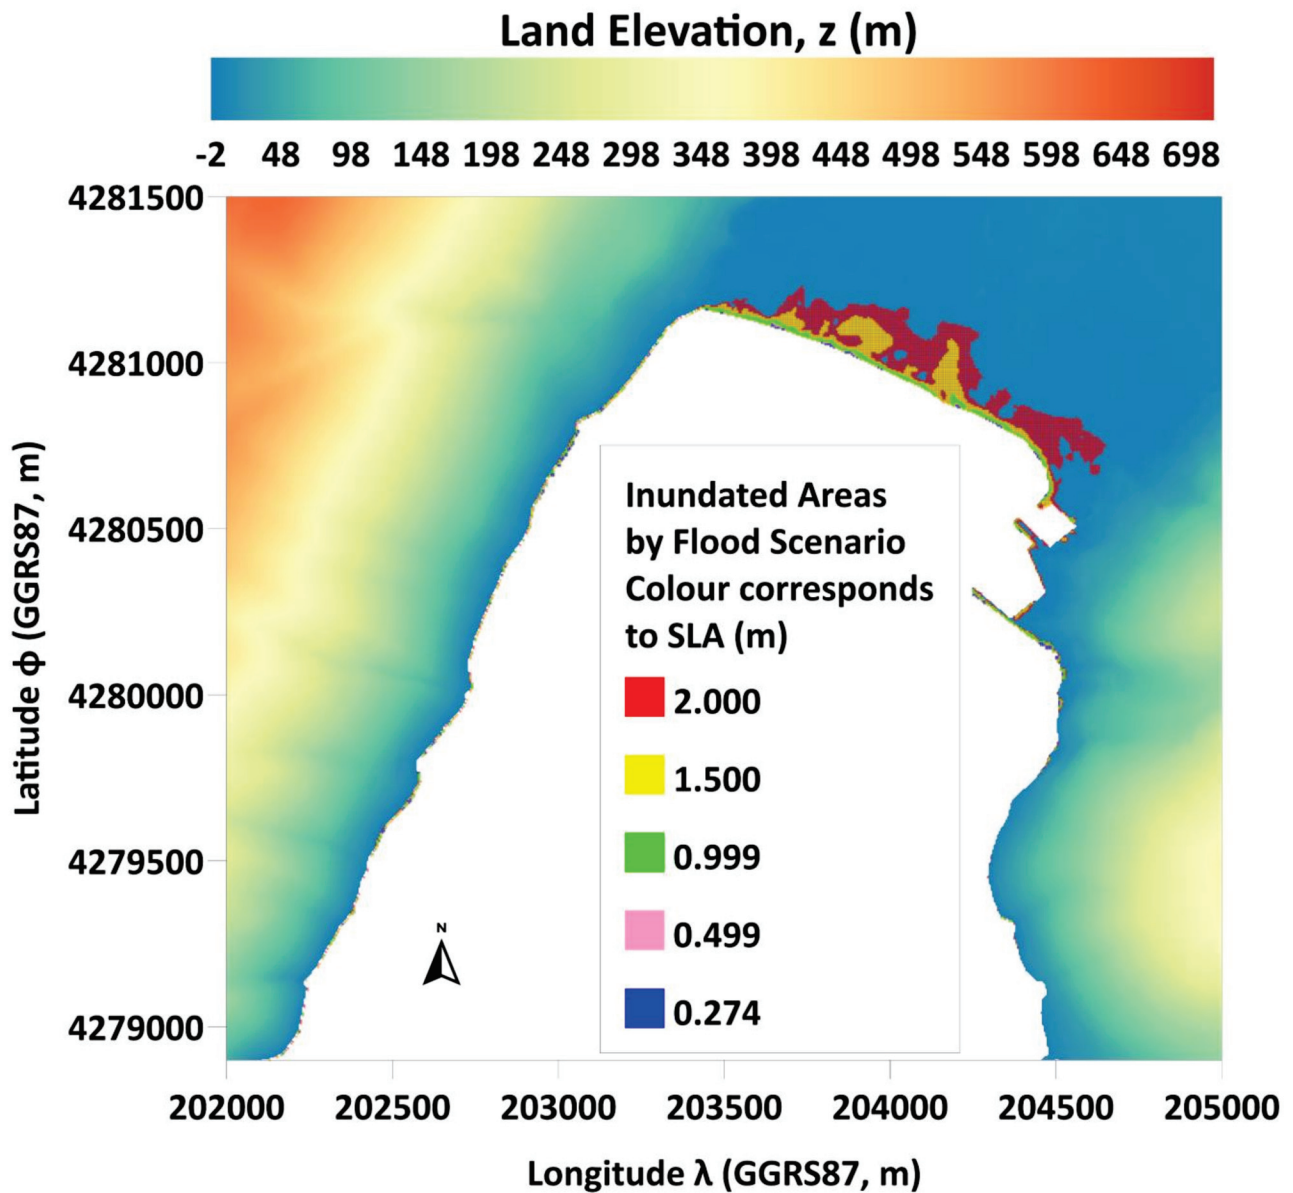 Land Elevation, z (m)
-2 48 98 148 198 248 298 348 398 448 498 548 598 648 698
4281500
4281000
4280500
4280000
4279500
4279000
Latitude ϕ (GGRS87, m)
Inundated Areas
by Flood Scenario
Colour corresponds
to SLA (m)
2.000
1.500
0.999
0.499
0.274
N
202000 202500 203000 203500 204000 204500 205000
Longitude λ (GGRS87, m)